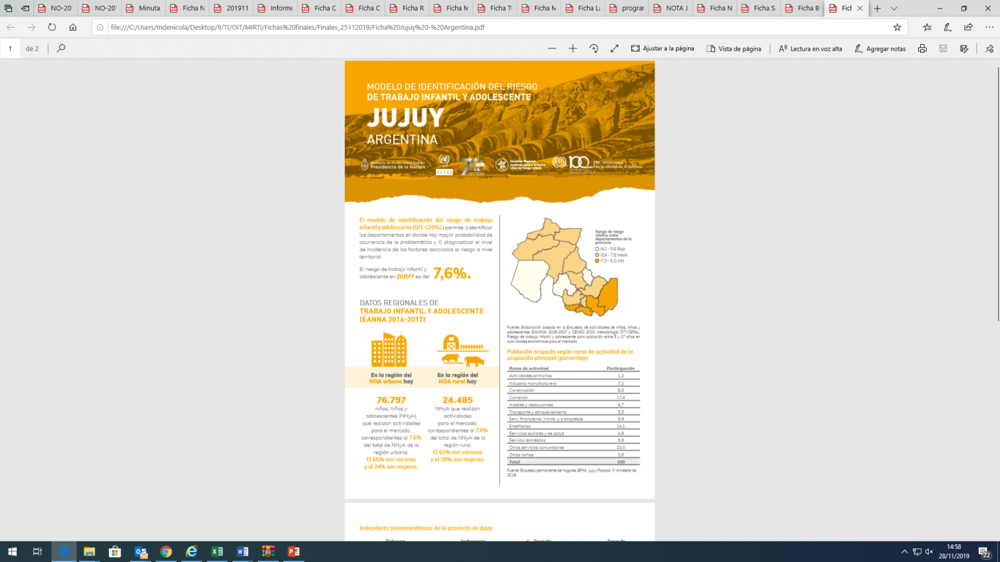 NO-20
NO-20
Minuta
Ficha N
201911
Informe
Ficha C
Ficha C
Ficha R
Ficha M
Ficha T
Ficha M
Ficha La
program
NOTA J
Ficha N
Ficha S
Ficha B
Fich
file:///C:/Users/mdenicola/Desktop/9/TI/OIT/MIRTI/Fichas%20finales/Finales_25112019/Ficha%20Jujuy%20-%20Argentina.pdf
1 de 2
Ajustar a la página
Vista de página
Lectura en voz alta
Agregar notas
MODELO DE IDENTIFICACIÓN DEL RIESGO
DE TRABAJO INFANTIL Y ADOLESCENTE
JUJUY
ARGENTINA
Ministerio de Producción y Trabajo
Presidencia de la Nación
CEPAL
Iniciativa Regional
América Latina y el Caribe
Libre de Trabajo Infantil
100
El modelo de identificación del riesgo de trabajo
infantil y adolescente (OIT-CEPAL) permite: i) identificar
los departamentos en donde hay mayor probabilidad de
ocurrencia de la problemática y ii) diagnosticar el nivel
de incidencia de los factores asociados al riesgo a nivel
territorial.
El riesgo de trabajo infantil y
adolescente en JUJUY es del 7,6%.
DATOS REGIONALES DE
TRABAJO INFANTIL Y ADOLESCENTE
(EANNA 2016-2017)
En la región del
NOA urbano hay
76.797
niños, niñas y
adolescentes (NNyA)
que realizan actividades
para el mercado,
correspondientes al 7,6%
del total de NNyA de la
región urbana.
El 66% son varones
y el 34% son mujeres.
En la región del
NOA rural hay
24.485
NNyA que realizan
actividades
para el mercado,
correspondientes al 7,6%
del total de NNyA de la
región rural.
El 62% son varones
y el 38% son mujeres.
Rango de riesgo
relativo entre
departamentos de la
provincia
(4,2 - 5,9) Bajo
(5,9 - 7,5) Medio
(7,5 - 9,1) Alto
Fuente: Elaboración basada en la Encuesta de actividades de niños, niñas y
adolescentes (EANNA) 2016-2017 y CENSO 2010. Metodología OIT-CEPAL.
Riesgo de trabajo infantil y adolescente para población entre 5 y 17 años en
actividades económicas para el mercado.
Población ocupada según rama de actividad de la
ocupación principal (porcentaje)
Rama de actividad Participación
Actividades primarias 1,3
Industria manufacturera 7,3
Construcción 9,5
Comercio 17,4
Hoteles y restaurantes 4,7
Transporte y almacenamiento 5,5
Serv. financieros, inmob. y a empresas 5,9
Enseñanza 14,1
Servicios sociales y de salud 4,8
Servicio doméstico 5,9
Otros servicios comunitarios 23,0
Otras ramas 0,6
Total 100
Fuente: Encuesta permanente de hogares (EPH). Jujuy-Palpalá, IV trimestre de
2018.
Indicadores socioeconómicos de la provincia de Jujuy
14:58
28/11/2019
22